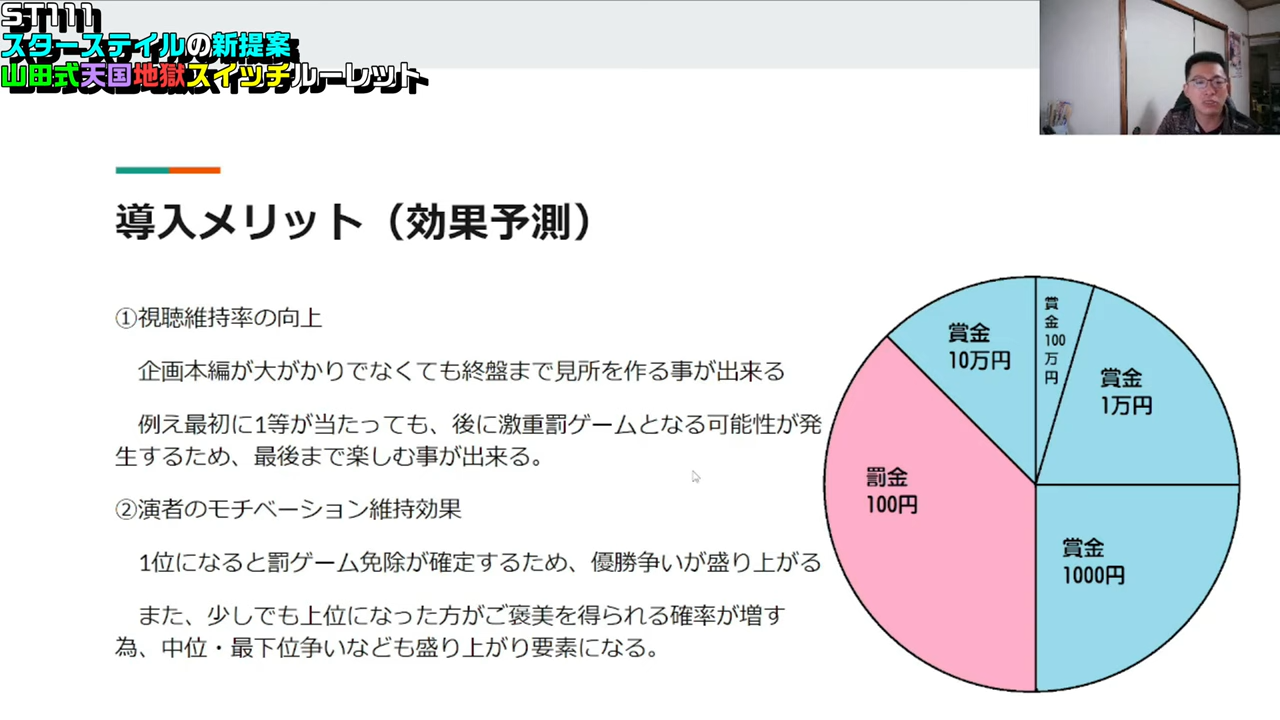 ST111
スターステイルの新提案
山田式天国地獄スイッチルーレット
導入メリット（効果予測）
①視聴維持率の向上
企画本編が大がかりでなくても終盤まで見所を作る事が出来る
例え最初に1等が当たっても、後に激重罰ゲームとなる可能性が発
生するため、最後まで楽しむ事が出来る。
②演者のモチベーション維持効果
1位になると罰ゲーム免除が確定するため、優勝争いが盛り上がる
また、少しでも上位になった方がご褒美を得られる確率が増す
為、中位・最下位争いなども盛り上がり要素になる。
賞金
10万円
賞
金
100
万
円
賞金
1万円
罰金
100円
賞金
1000円